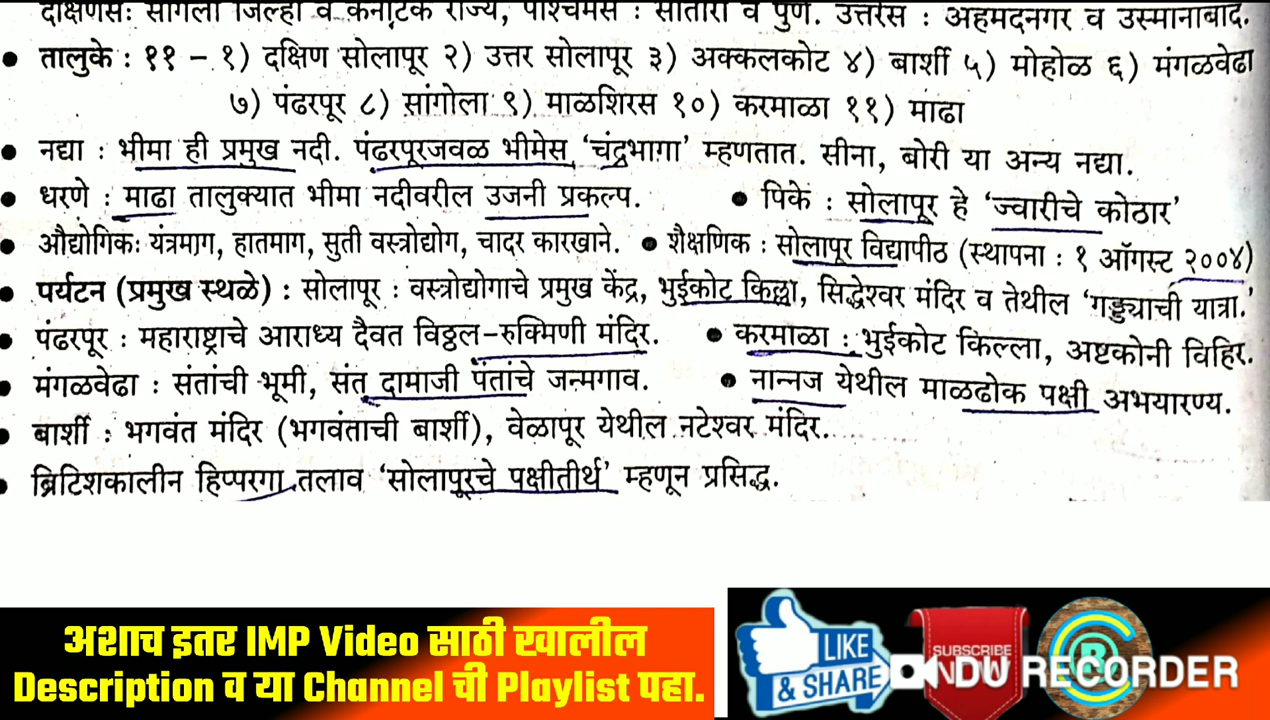 दक्षिणेस: सांगली जिल्हा व कर्नाटक राज्य, पश्चिमेस : सातारा व पुणे. उत्तरेस : अहमदनगर व उस्मानाबाद.
• तालुके : ११ – १) दक्षिण सोलापूर २) उत्तर सोलापूर ३) अक्कलकोट ४) बार्शी ५) मोहोळ ६) मंगळवेढा
७) पंढरपूर ८) सांगोला ९) माळशिरस १०) करमाळा ११) माढा
• नद्या : भीमा ही प्रमुख नदी. पंढरपूरजवळ भीमेस 'चंद्रभागा' म्हणतात. सीना, बोरी या अन्य नद्या.
• धरणे : माढा तालुक्यात भीमा नदीवरील उजनी प्रकल्प. • पिके : सोलापूर हे 'ज्वारीचे कोठार'
• औद्योगिक: यंत्रमाग, हातमाग, सुती वस्त्रोद्योग, चादर कारखाने. • शैक्षणिक : सोलापूर विद्यापीठ (स्थापना : १ ऑगस्ट २००४)
• पर्यटन (प्रमुख स्थळे) : सोलापूर : वस्त्रोद्योगाचे प्रमुख केंद्र, भुईकोट किल्ला, सिद्धेश्वर मंदिर व तेथील 'गड्ड्याची यात्रा.'
• पंढरपूर : महाराष्ट्राचे आराध्य दैवत विठ्ठल-रुक्मिणी मंदिर. • करमाळा : भुईकोट किल्ला, अष्टकोनी विहिर.
• मंगळवेढा : संतांची भूमी, संत दामाजी पंतांचे जन्मगाव. • नान्नज येथील माळढोक पक्षी अभयारण्य.
• बार्शी : भगवंत मंदिर (भगवंताची बार्शी), वेळापूर येथील नटेश्वर मंदिर.
• ब्रिटिशकालीन हिप्परगा तलाव 'सोलापूरचे पक्षीतीर्थ' म्हणून प्रसिद्ध.
अशाच इतर IMP Video साठी खालील
Description व या Channel ची Playlist पहा.
LIKE
& SHARE
SUBSCRIBE
DU RECORDER